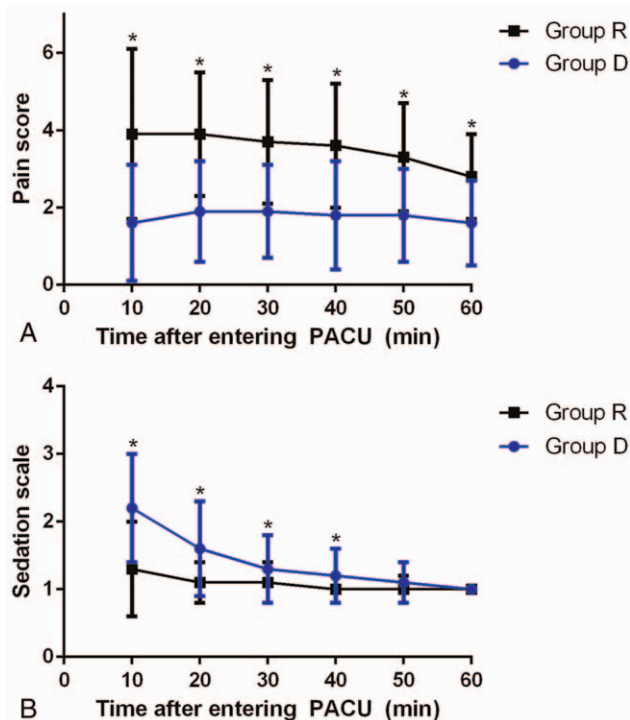 Group R
Group D
Pain score
6
4
2
0
* * * * * *
0 10 20 30 40 50 60
A Time after entering PACU (min)
Group R
Group D
Sedation scale
4
3
2
1
0
* * * *
0 10 20 30 40 50 60
B Time after entering PACU (min)